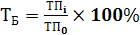 Т_Б = ТП_i / ТП_0 × 100%